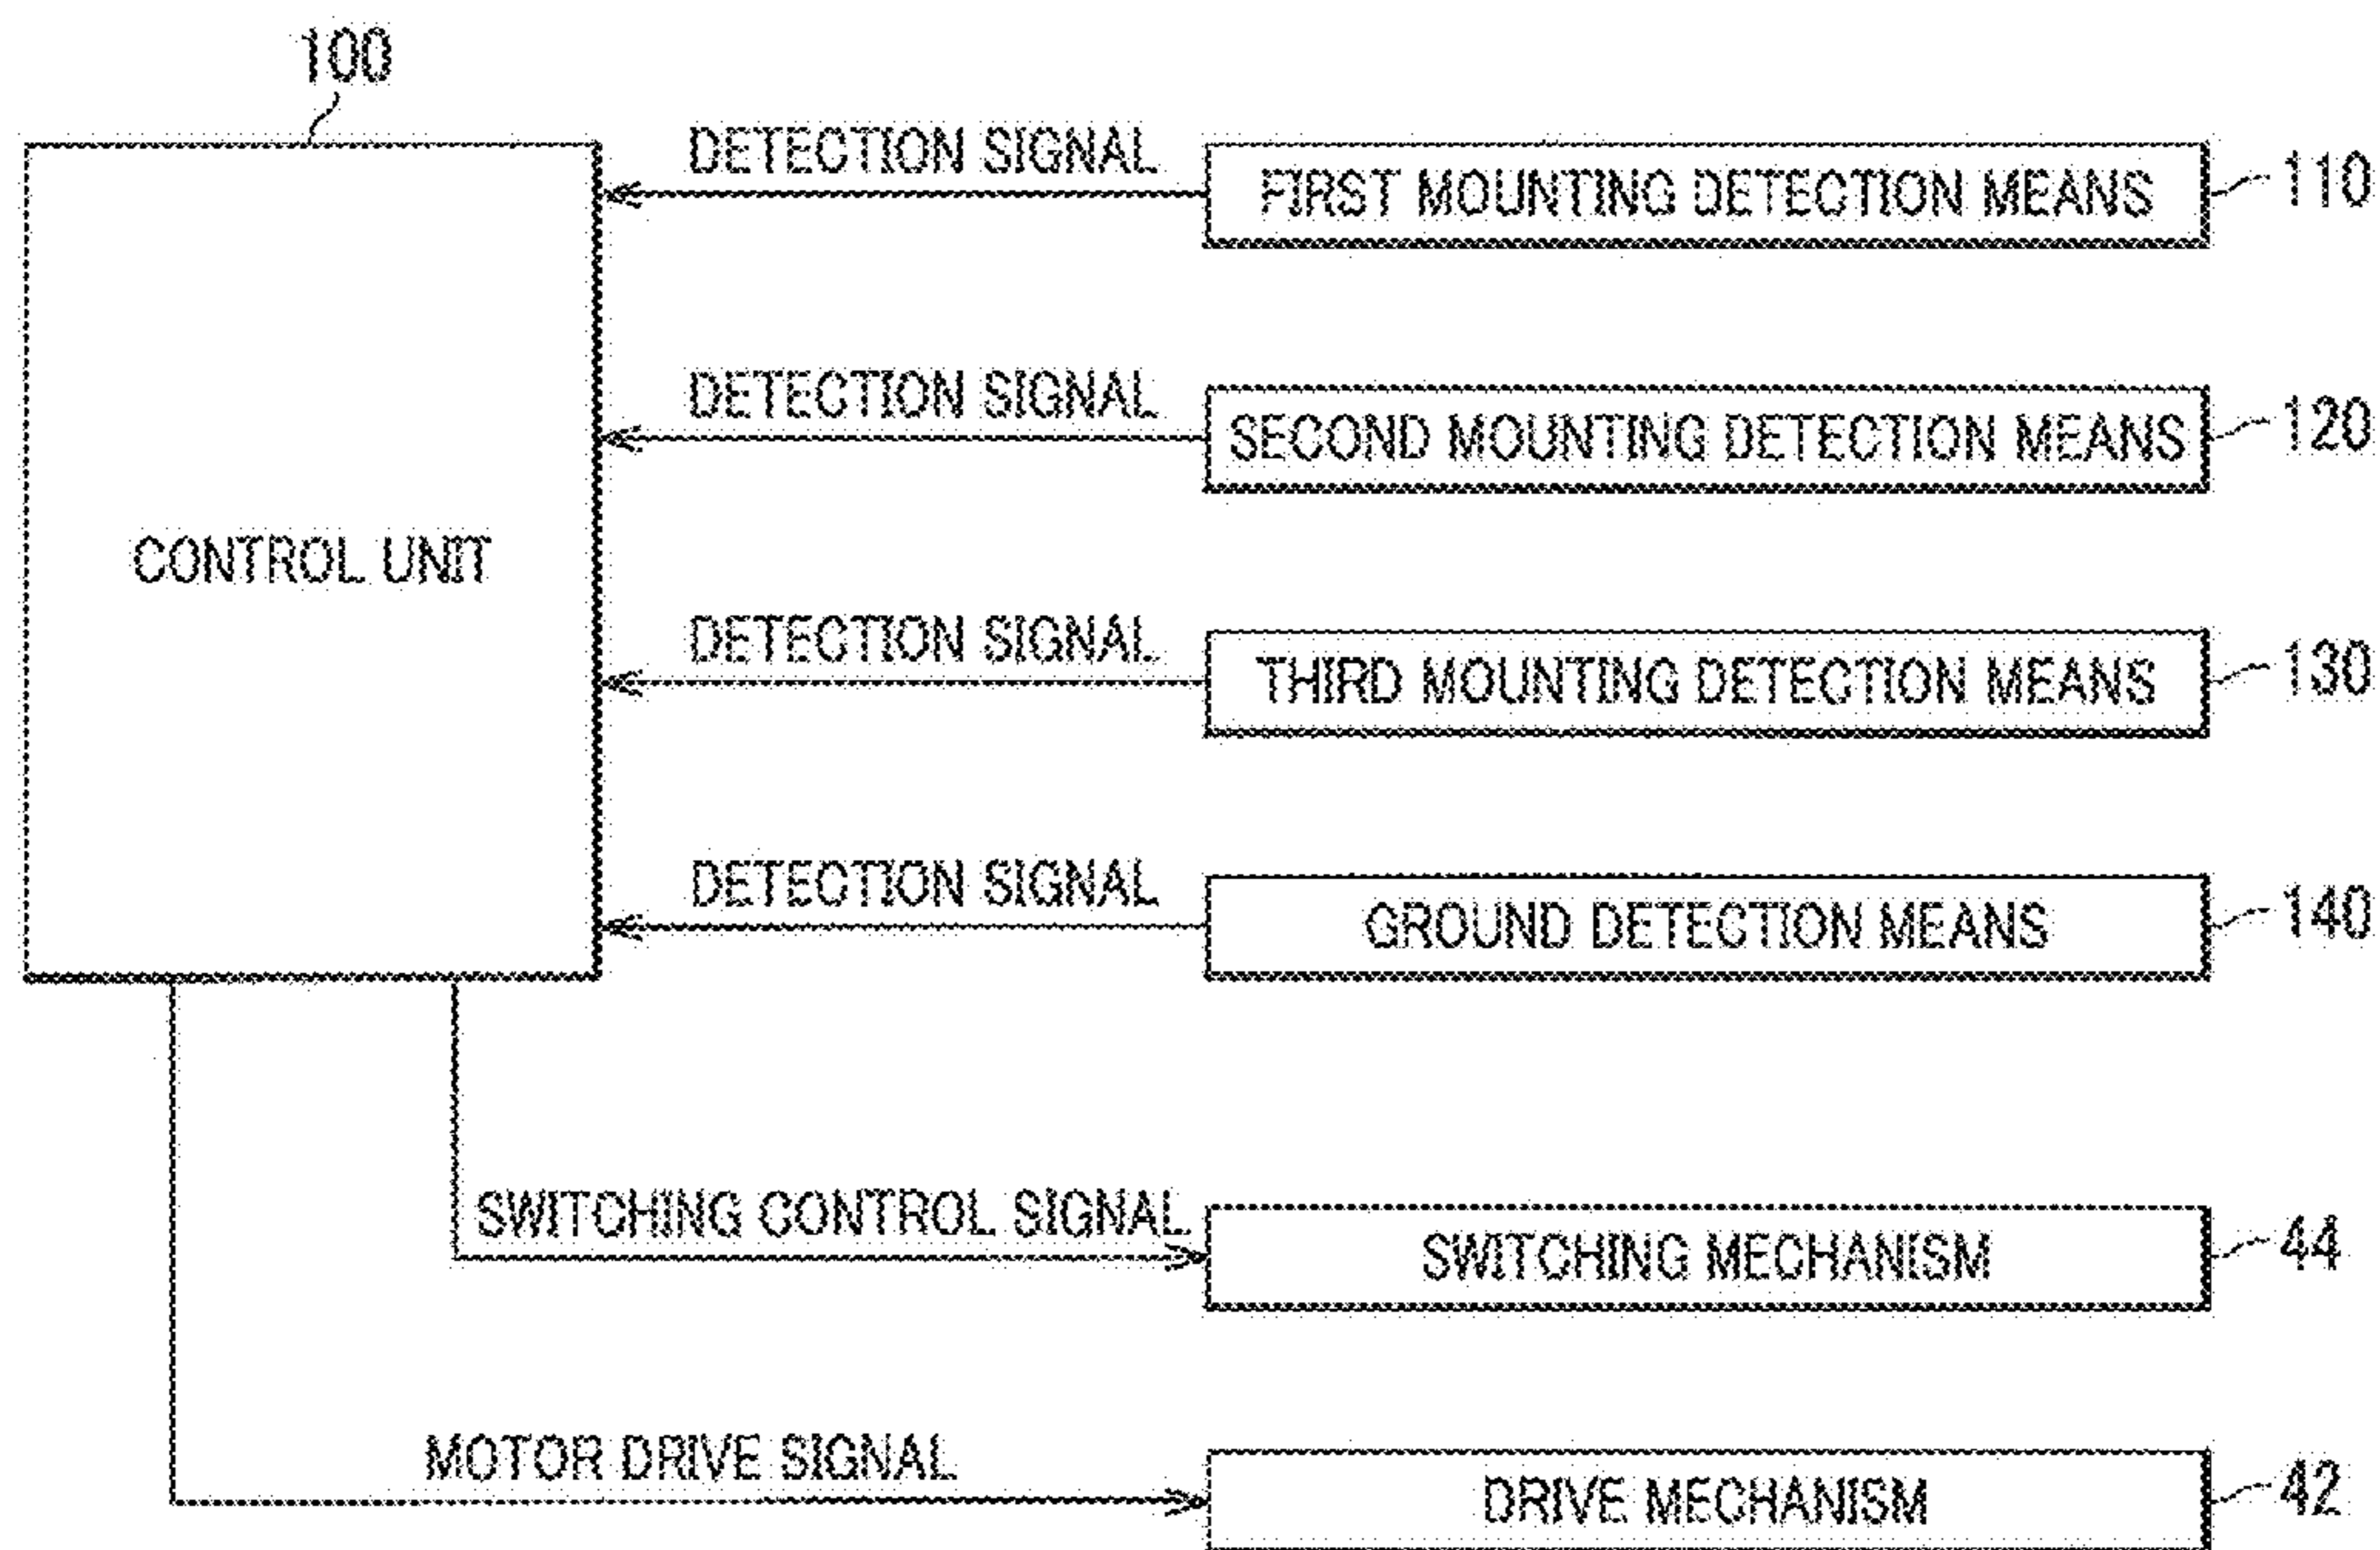 100
DETECTION SIGNAL
FIRST MOUNTING DETECTION MEANS
110
DETECTION SIGNAL
SECOND MOUNTING DETECTION MEANS
120
CONTROL UNIT
DETECTION SIGNAL
THIRD MOUNTING DETECTION MEANS
130
DETECTION SIGNAL
GROUND DETECTION MEANS
140
SWITCHING CONTROL SIGNAL
SWITCHING MECHANISM
44
MOTOR DRIVE SIGNAL
DRIVE MECHANISM
42